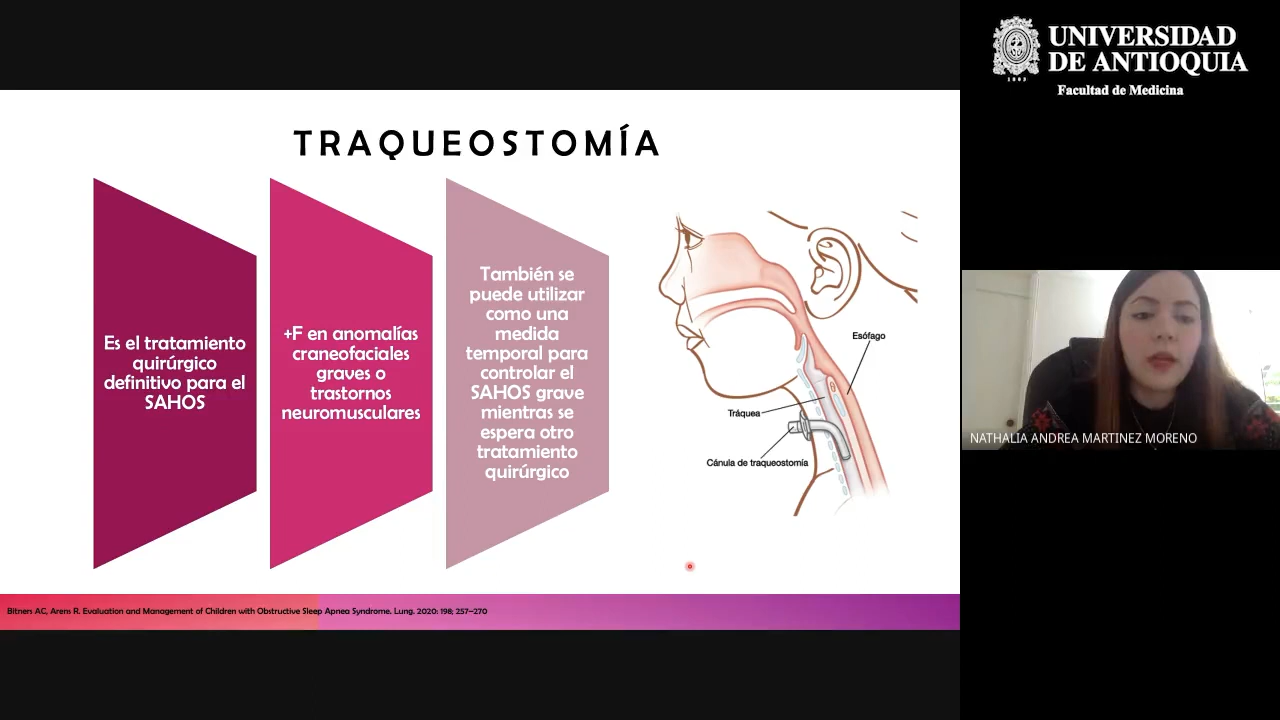 UNIVERSIDAD
DE ANTIOQUIA
1803
Facultad de Medicina
TRAQUEOSTOMÍA
Es el tratamiento
quirúrgico
definitivo para el
SAHOS
+F en anomalías
craneofaciales
graves o
trastornos
neuromusculares
También se
puede utilizar
como una
medida
temporal para
controlar el
SAHOS grave
mientras se
espera otro
tratamiento
quirúrgico
Esófago
Tráquea
Cánula de traqueostomía
NATHALIA ANDREA MARTINEZ MORENO
Bitners AC, Arens R. Evaluation and Management of Children with Obstructive Sleep Apnea Syndrome. Lung. 2020: 198; 257–270